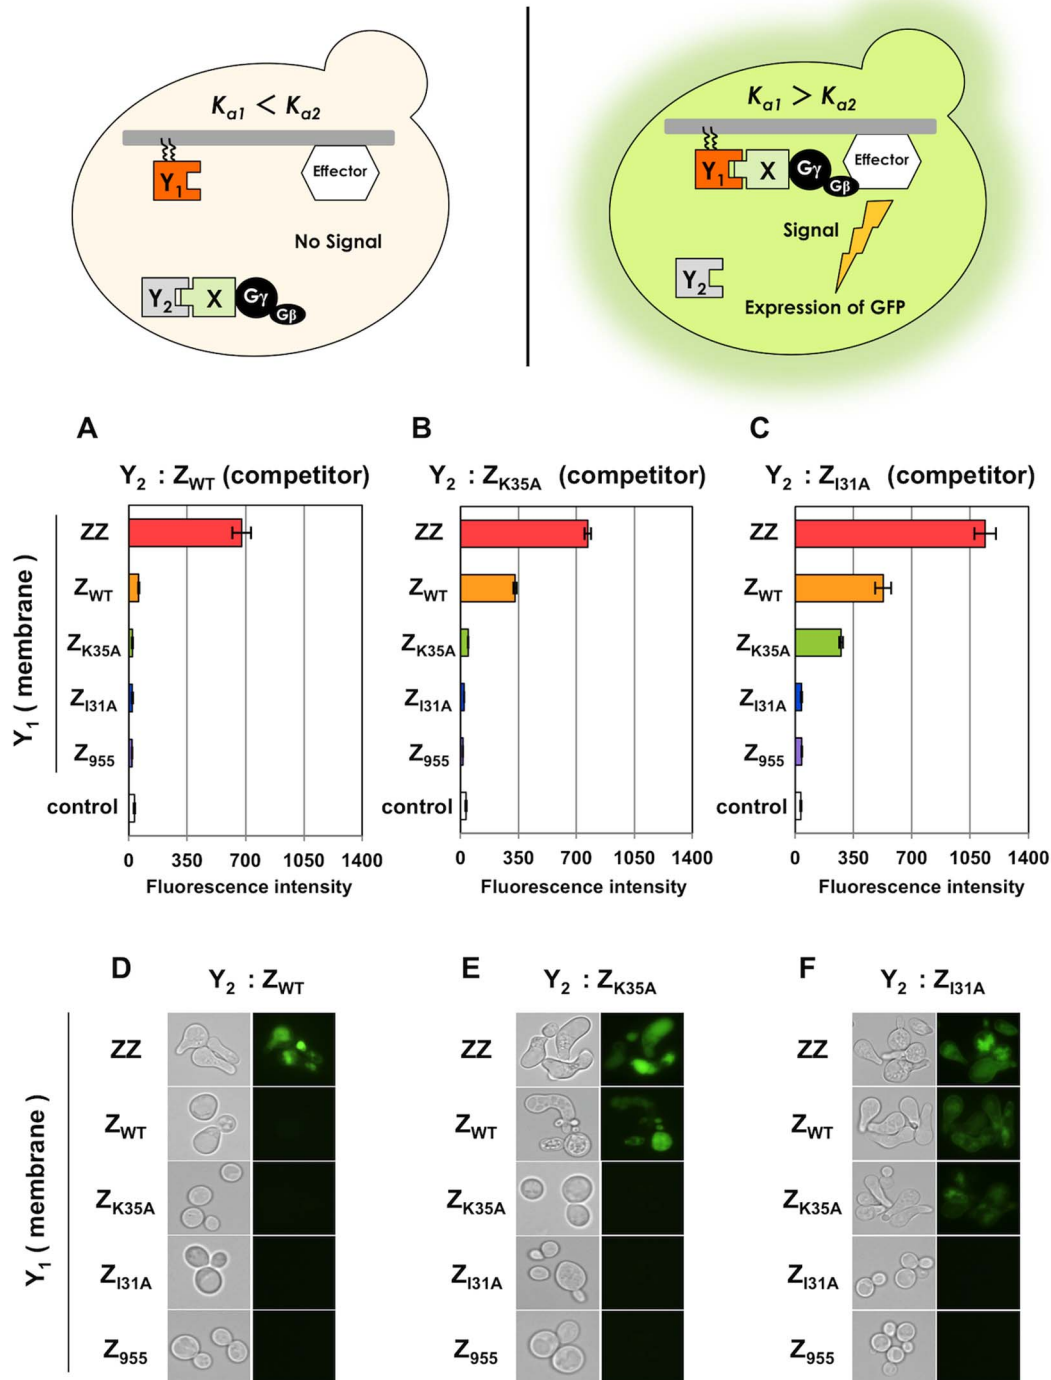 Ka1 < Ka2
Y1
Effector
No Signal
Y2 X Gγ Gβ
Ka1 > Ka2
Y1 X Gγ Gβ Effector
Signal
Y2
Expression of GFP
A
Y2 : ZWT (competitor)
Y1 ( membrane )
ZZ
ZWT
ZK35A
ZI31A
Z955
control
0 350 700 1050 1400
Fluorescence intensity
B
Y2 : ZK35A (competitor)
ZZ
ZWT
ZK35A
ZI31A
Z955
control
0 350 700 1050 1400
Fluorescence intensity
C
Y2 : ZI31A (competitor)
ZZ
ZWT
ZK35A
ZI31A
Z955
control
0 350 700 1050 1400
Fluorescence intensity
D
Y2 : ZWT
Y1 ( membrane )
ZZ
ZWT
ZK35A
ZI31A
Z955
E
Y2 : ZK35A
ZZ
ZWT
ZK35A
ZI31A
Z955
F
Y2 : ZI31A
ZZ
ZWT
ZK35A
ZI31A
Z955